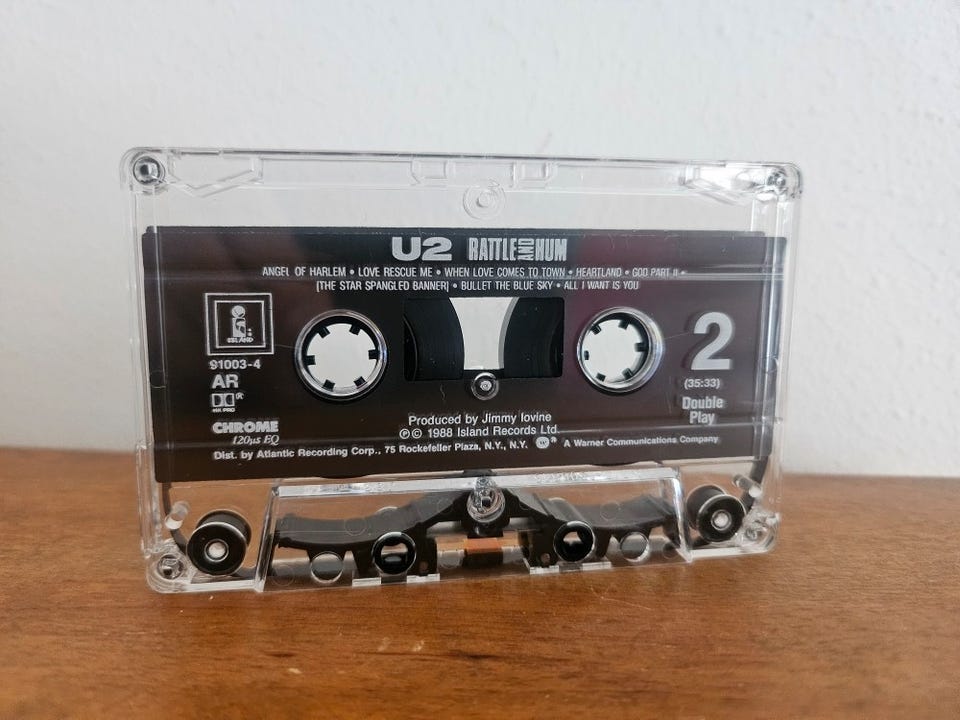 U2 RATTLE AND HUM
ANGEL OF HARLEM • LOVE RESCUE ME • WHEN LOVE COMES TO TOWN • HEARTLAND • GOD PART II •
(THE STAR SPANGLED BANNER) • BULLET THE BLUE SKY • ALL I WANT IS YOU
ISLAND
91003-4
AR
HX PRO
CHROME
120µs EQ
2
(35:33)
Double
Play
Produced by Jimmy Iovine
℗© 1988 Island Records Ltd.
Dist. by Atlantic Recording Corp., 75 Rockefeller Plaza, N.Y., N.Y. W® A Warner Communications Company